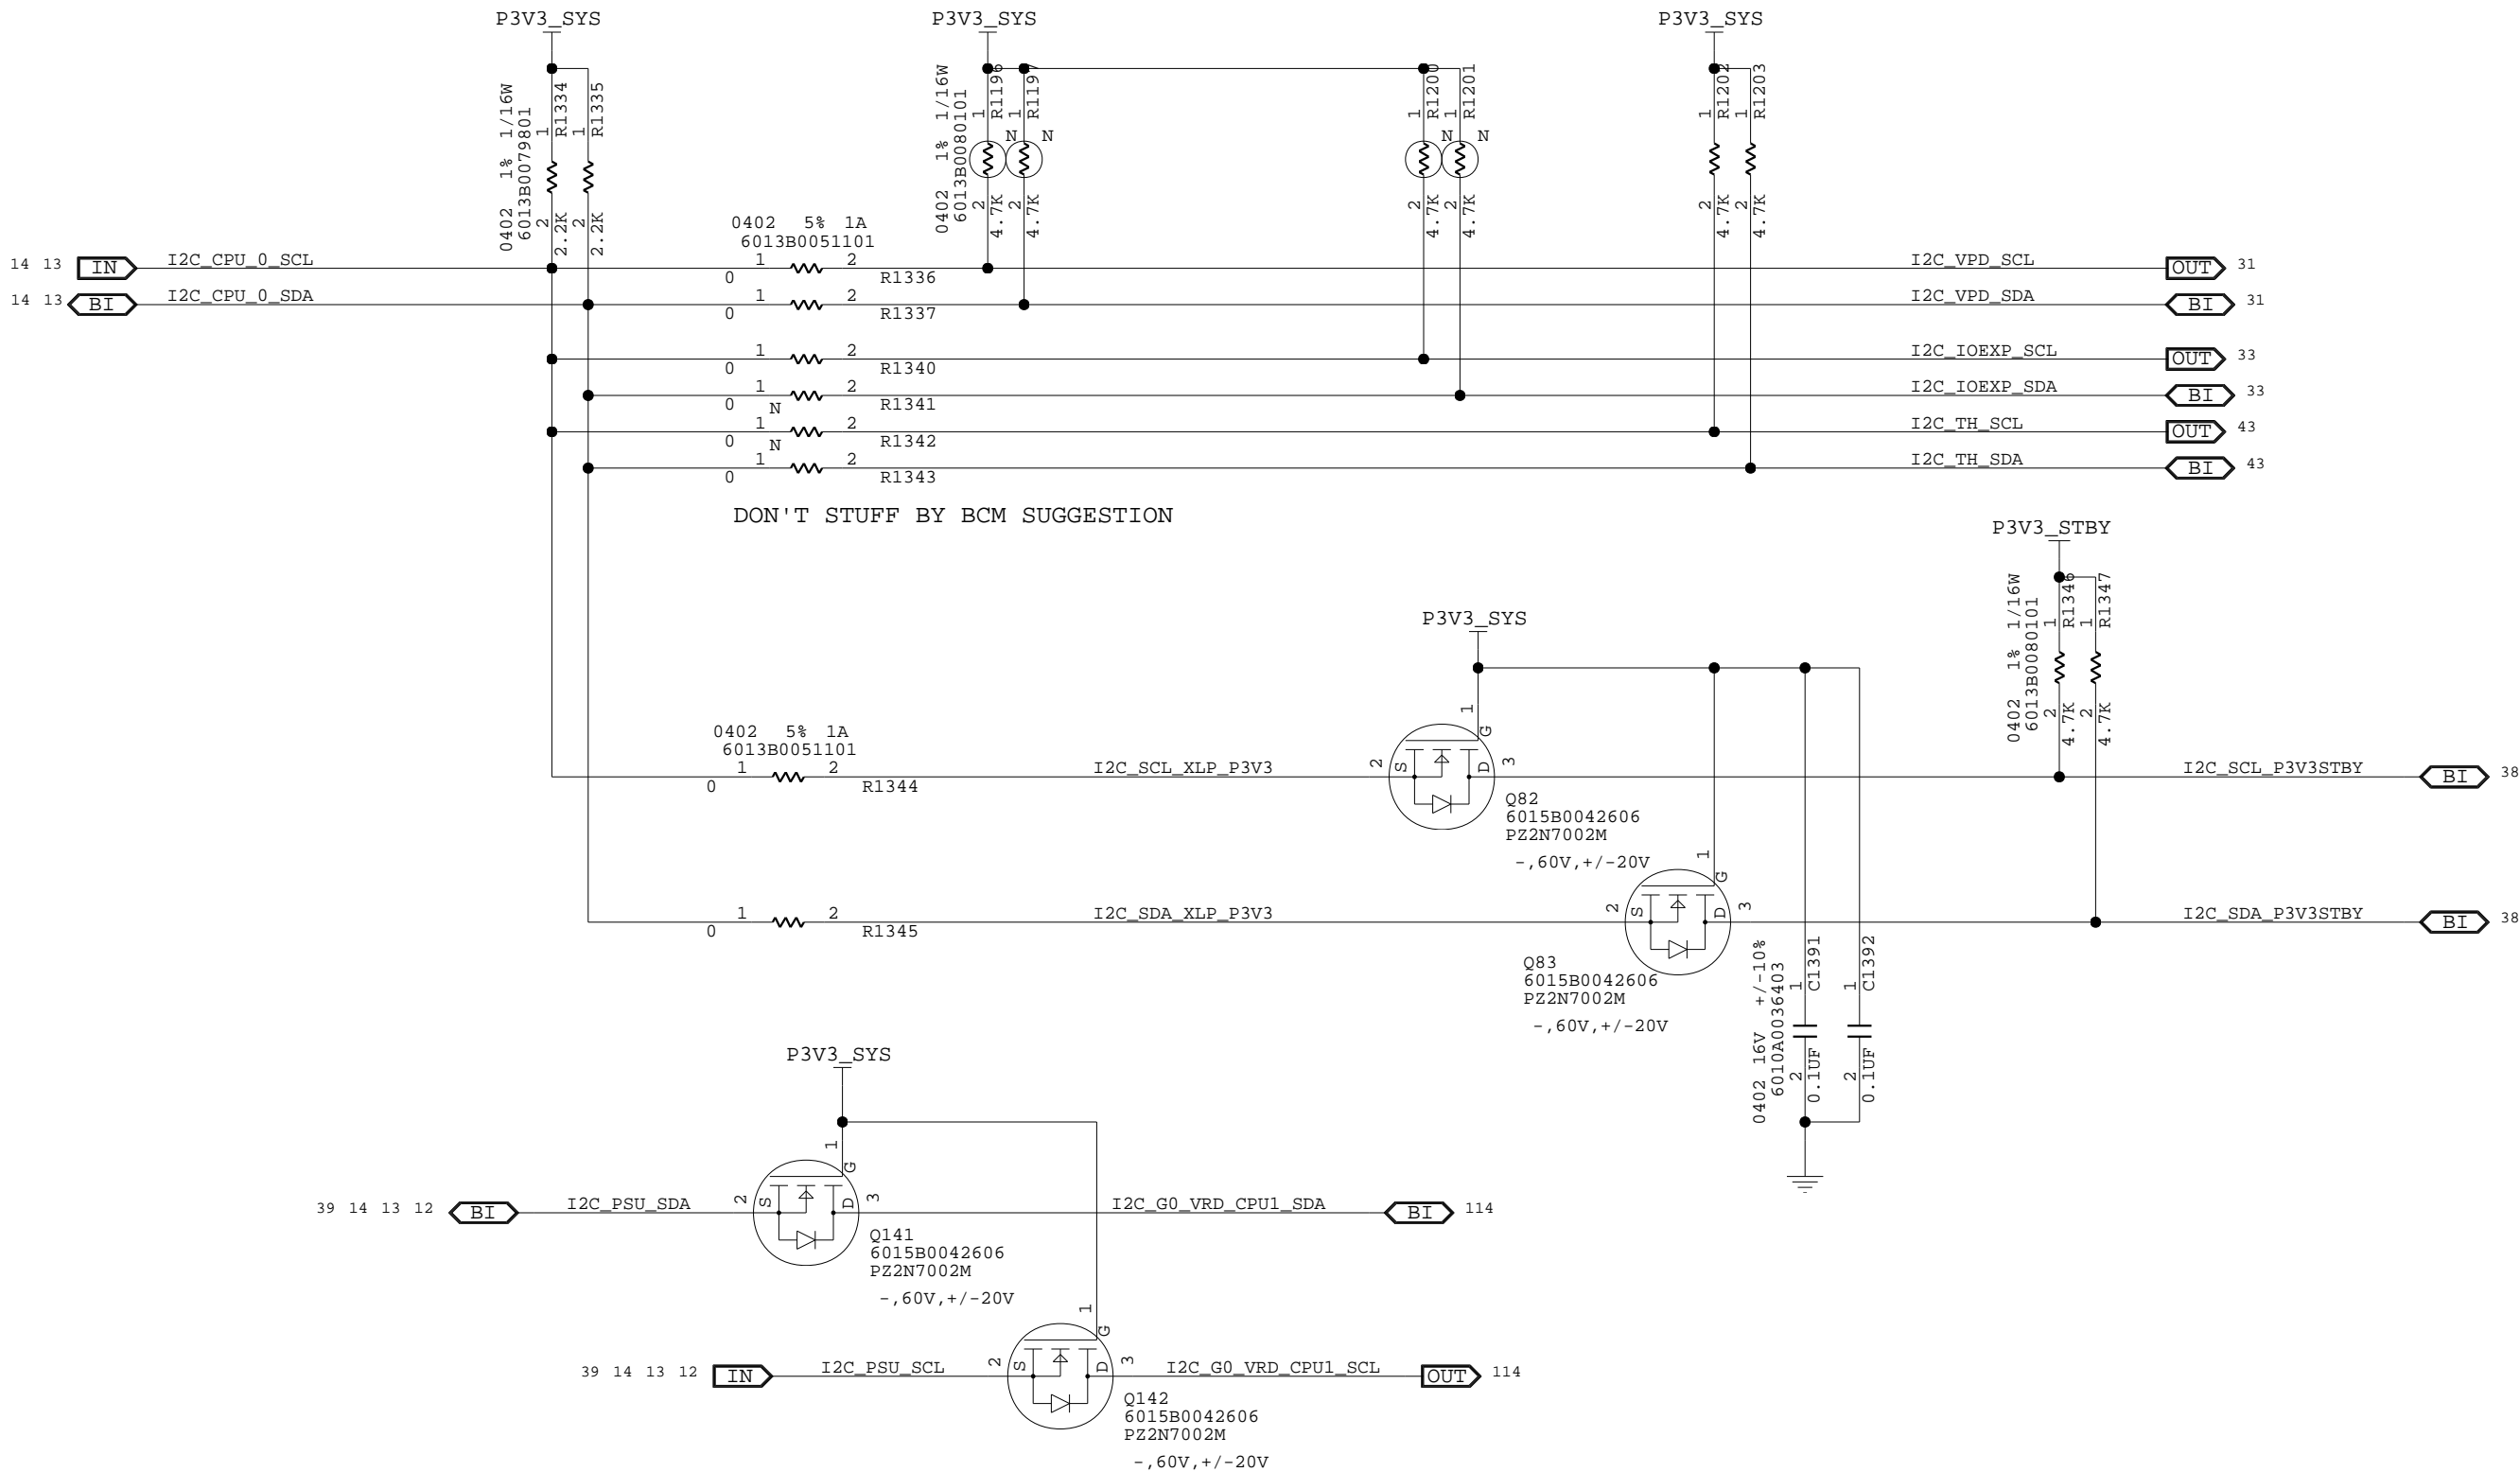 P3V3_SYS
P3V3_SYS
P3V3_SYS
0402 1% 1/16W
6013B0079801
1
R1334
2
2.2K
1
R1335
2
2.2K
0402 1% 1/16W
6013B0080101
1
R1196
N
2
4.7K
1
R1197
N
2
4.7K
1
R1200
N
2
4.7K
1
R1201
N
2
4.7K
1
R1202
2
4.7K
1
R1203
2
4.7K
0402 5% 1A
6013B0051101
14 13 IN I2C_CPU_0_SCL
0 1 2 R1336
I2C_VPD_SCL OUT 31
14 13 BI I2C_CPU_0_SDA
0 1 2 R1337
I2C_VPD_SDA BI 31
0 1 2 R1340
I2C_IOEXP_SCL OUT 33
0 1 2 R1341
I2C_IOEXP_SDA BI 33
N
0 1 2 R1342
I2C_TH_SCL OUT 43
N
0 1 2 R1343
I2C_TH_SDA BI 43
DON'T STUFF BY BCM SUGGESTION
P3V3_STBY
0402 1% 1/16W
6013B0080101
1
R1346
2
4.7K
1
R1347
2
4.7K
P3V3_SYS
0402 5% 1A
6013B0051101
0 1 2 R1344
I2C_SCL_XLP_P3V3
1 G
2 S
D 3
I2C_SCL_P3V3STBY BI 38
Q82
6015B0042606
PZ2N7002M
-,60V,+/-20V
0 1 2 R1345
I2C_SDA_XLP_P3V3
1 G
2 S
D 3
I2C_SDA_P3V3STBY BI 38
Q83
6015B0042606
PZ2N7002M
-,60V,+/-20V
0402 16V +/-10%
6010A0036403
1
C1391
2
0.1UF
1
C1392
2
0.1UF
P3V3_SYS
39 14 13 12 BI I2C_PSU_SDA
1 G
2 S
D 3
I2C_G0_VRD_CPU1_SDA BI 114
Q141
6015B0042606
PZ2N7002M
-,60V,+/-20V
39 14 13 12 IN I2C_PSU_SCL
1 G
2 S
D 3
I2C_G0_VRD_CPU1_SCL OUT 114
Q142
6015B0042606
PZ2N7002M
-,60V,+/-20V